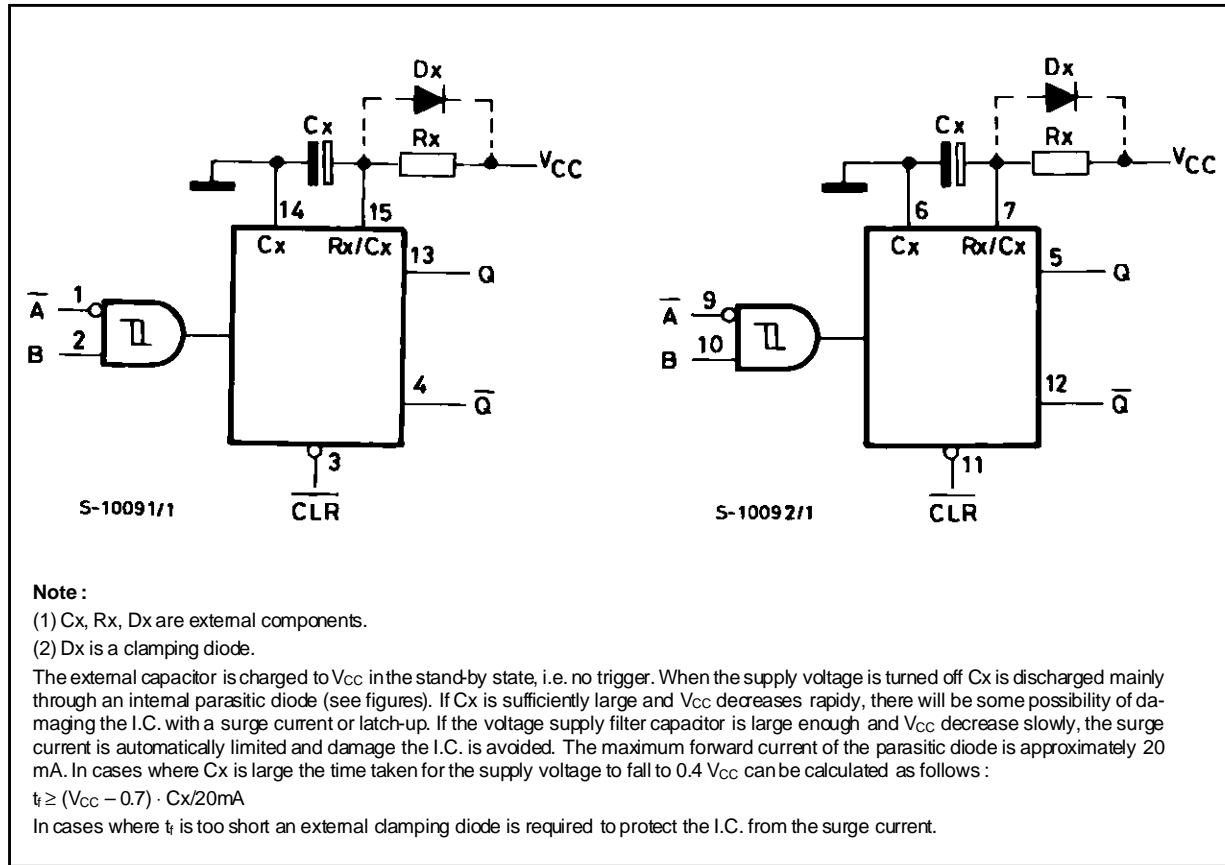 Dx
Cx
Rx
VCC
14
15
Cx
Rx/Cx
13
Q
A̅
1
2
B
4
Q̅
3
C̅L̅R̅
S-10091/1
Dx
Cx
Rx
VCC
6
7
Cx
Rx/Cx
5
Q
A̅
9
10
B
12
Q̅
11
C̅L̅R̅
S-10092/1
Note :
(1) Cx, Rx, Dx are external components.
(2) Dx is a clamping diode.
The external capacitor is charged to VCC in the stand-by state, i.e. no trigger. When the supply voltage is turned off Cx is discharged mainly
through an internal parasitic diode (see figures). If Cx is sufficiently large and VCC decreases rapidly, there will be some possibility of da-
maging the I.C. with a surge current or latch-up. If the voltage supply filter capacitor is large enough and VCC decrease slowly, the surge
current is automatically limited and damage the I.C. is avoided. The maximum forward current of the parasitic diode is approximately 20
mA. In cases where Cx is large the time taken for the supply voltage to fall to 0.4 VCC can be calculated as follows :
tf ≥ (VCC – 0.7) · Cx/20mA
In cases where tf is too short an external clamping diode is required to protect the I.C. from the surge current.